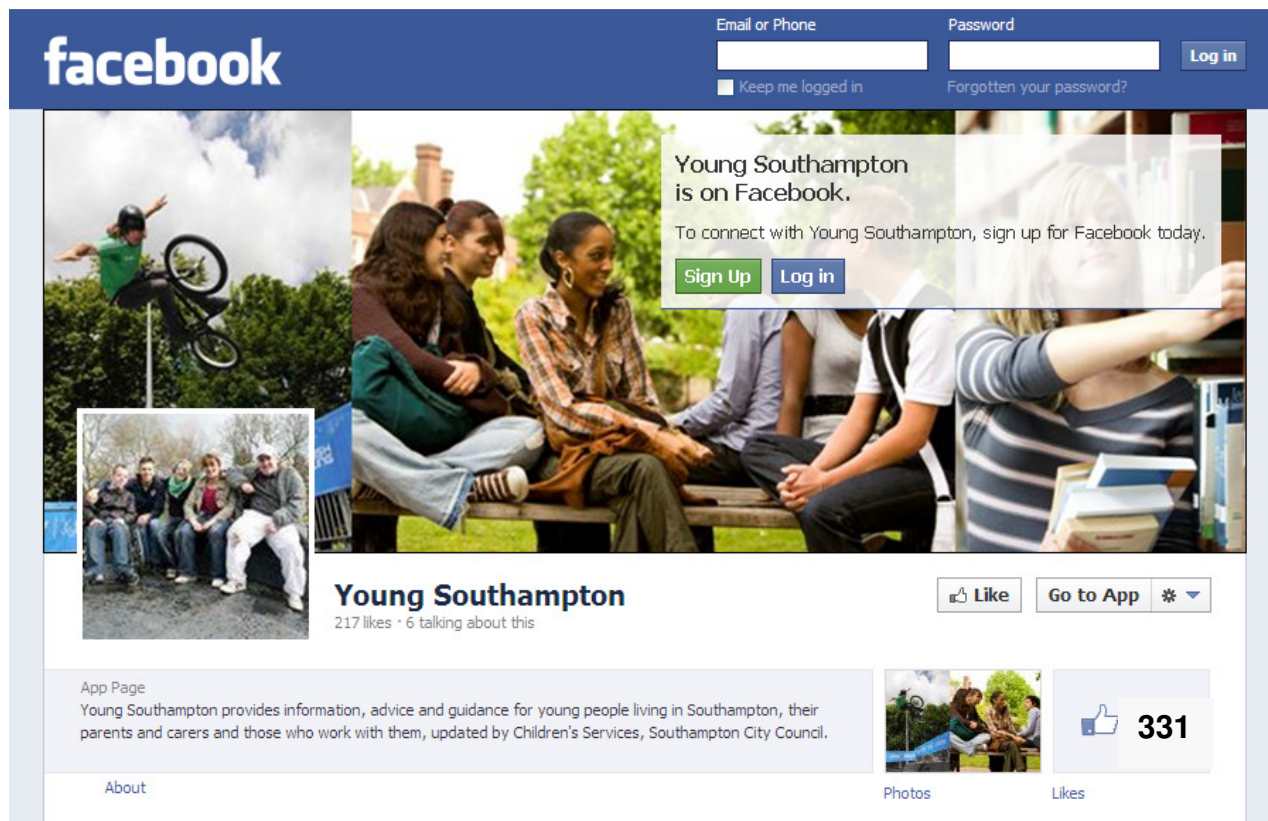 Email or Phone
Password
facebook
Log in
Keep me logged in
Forgotten your password?
Young Southampton
is on Facebook.
To connect with Young Southampton, sign up for Facebook today.
Sign Up
Log in
Young Southampton
217 likes · 6 talking about this
Like
Go to App
App Page
Young Southampton provides information, advice and guidance for young people living in Southampton, their
parents and carers and those who work with them, updated by Children's Services, Southampton City Council.
331
About
Photos
Likes